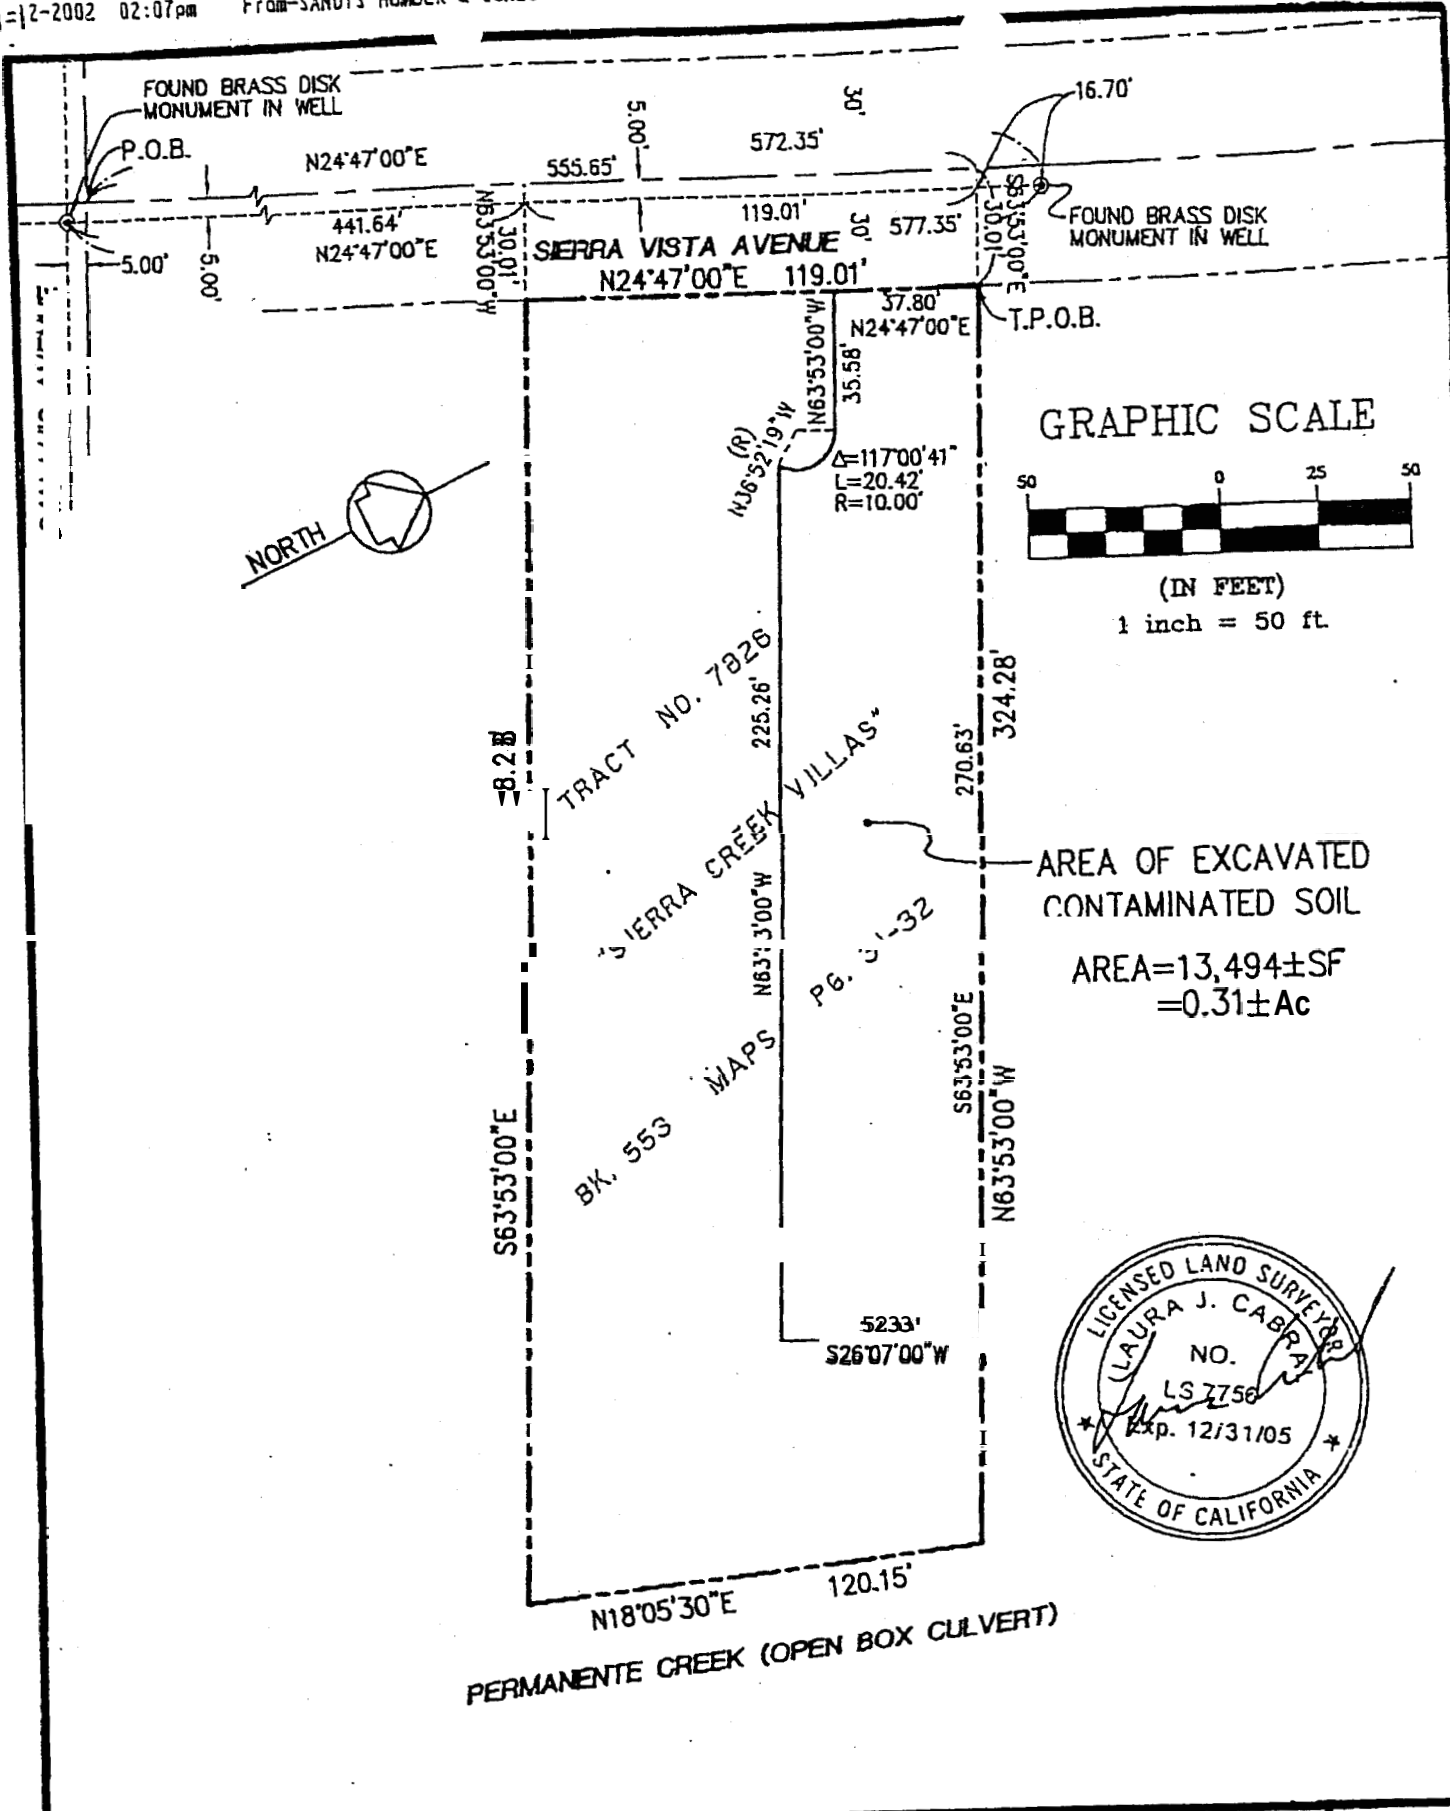 12-2002 02:07pm From-SANDIS
FOUND BRASS DISK
MONUMENT IN WELL
P.O.B.
N24°47'00"E
5.00'
30'
16.70'
572.35'
555.65'
441.64'
N24°47'00"E
5.00'
5.00'
N63°53'00"W
30.01'
119.01'
30'
577.35'
SIERRA VISTA AVENUE
N24°47'00"E 119.01'
S63°53'00"E
30.01'
FOUND BRASS DISK
MONUMENT IN WELL
37.80'
N24°47'00"E
T.P.O.B.
N63°53'00"W
35.58'
(R)
N36°52'19"W
Δ=117°00'41"
L=20.42'
R=10.00'
NORTH
GRAPHIC SCALE
50 0 25 50
(IN FEET)
1 inch = 50 ft.
TRACT NO. 7826
"SIERRA CREEK VILLAS"
BK. 553 MAPS PG. -32
225.26'
270.63'
324.28'
8.28
AREA OF EXCAVATED
CONTAMINATED SOIL
AREA=13,494±SF
=0.31±Ac
S63°53'00"E
S63°53'00"E
N63°53'00"W
5233'
S26°07'00"W
LICENSED LAND SURVEYOR
LAURA J. CABRAL
NO.
LS 7756
Exp. 12/31/05
STATE OF CALIFORNIA
N18°05'30"E
120.15'
PERMANENTE CREEK (OPEN BOX CULVERT)